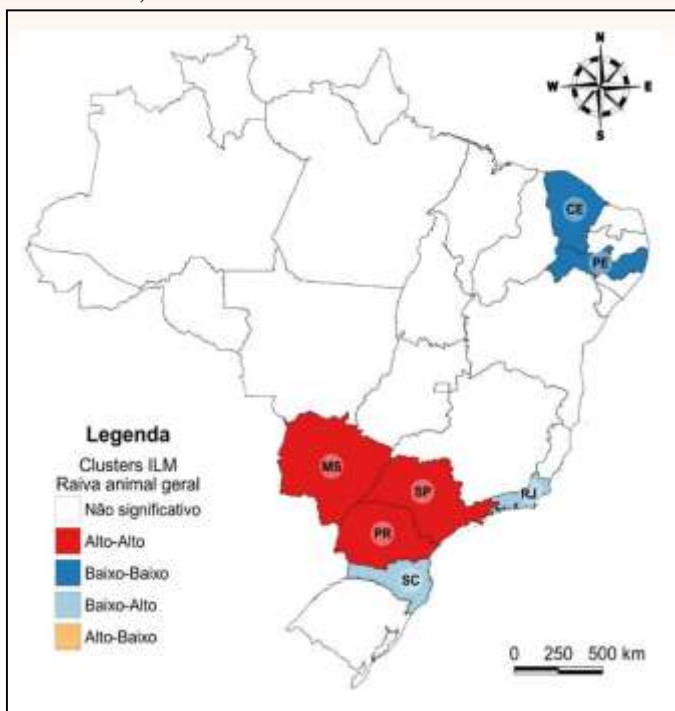 N
W E
S
CE
PE
MS
SP
RJ
PR
SC
Legenda
Clusters ILM
Raiva animal geral
Não significativo
Alto-Alto
Baixo-Baixo
Baixo-Alto
Alto-Baixo
0 250 500 km